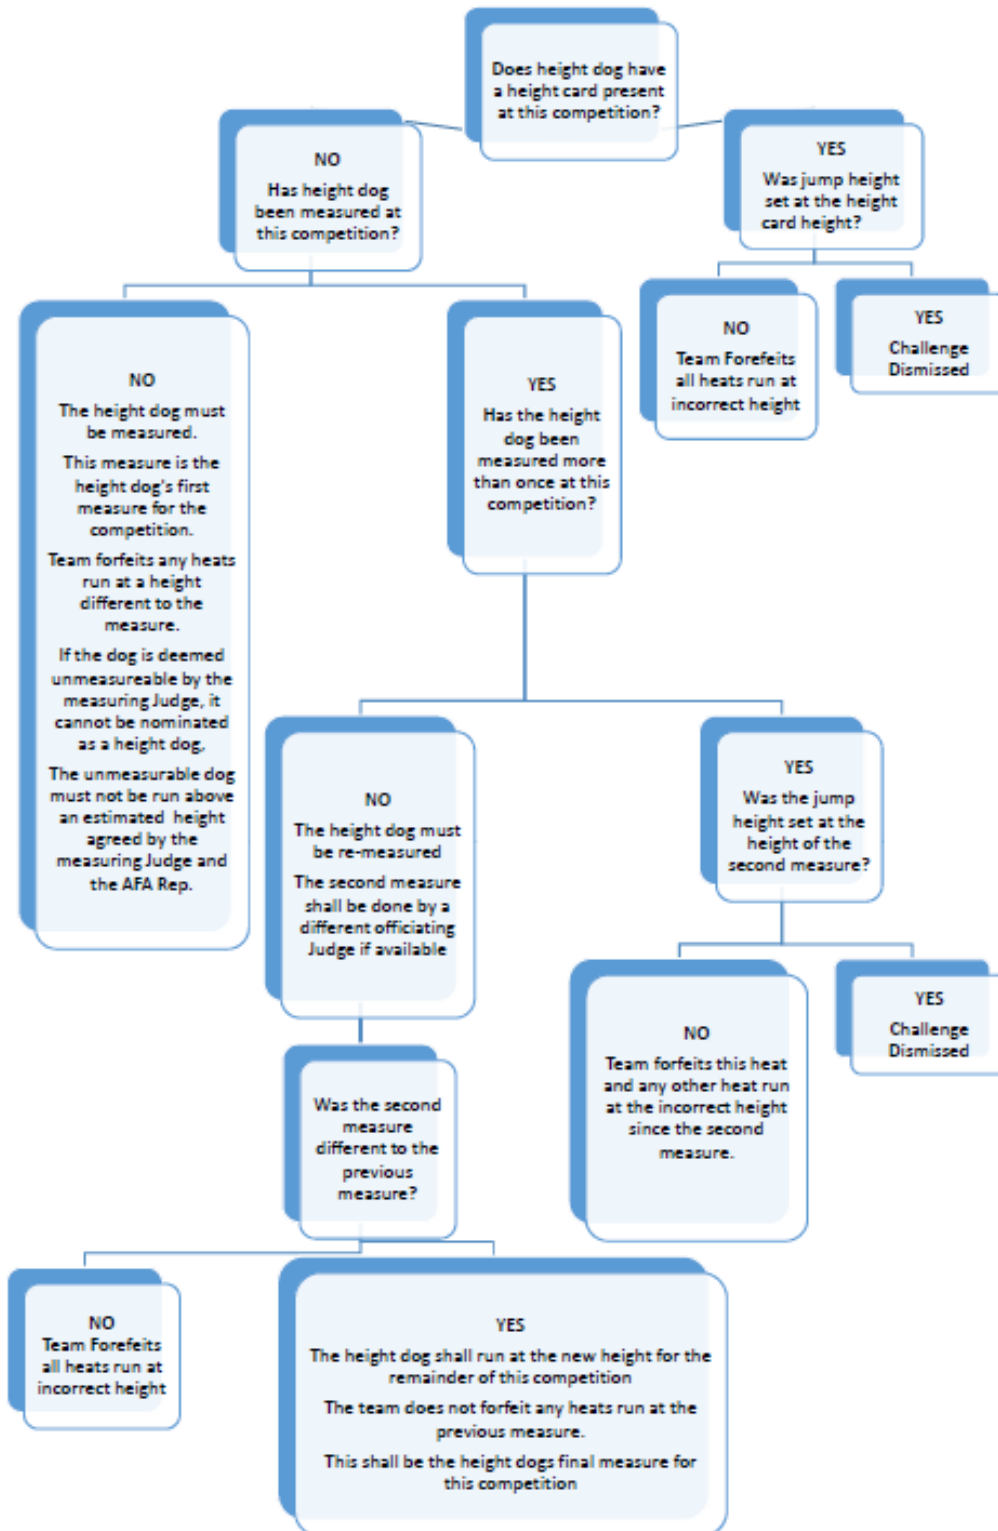 Does height dog have
a height card present
at this competition?
NO
Has height dog
been measured at
this competition?
YES
Was jump height
set at the height
card height?
NO
Team Forefeits
all heats run at
incorrect height
YES
Challenge
Dismissed
NO
The height dog must
be measured.
This measure is the
height dog's first
measure for the
competition.
Team forfeits any heats
run at a height
different to the
measure.
If the dog is deemed
unmeasureable by the
measuring Judge, it
cannot be nominated
as a height dog,
The unmeasurable dog
must not be run above
an estimated height
agreed by the
measuring Judge and
the AFA Rep.
YES
Has the height
dog been
measured more
than once at this
competition?
NO
The height dog must
be re-measured
The second measure
shall be done by a
different officiating
Judge if available
YES
Was the jump
height set at the
height of the
second measure?
Was the second
measure
different to the
previous
measure?
NO
Team forfeits this heat
and any other heat run
at the incorrect height
since the second
measure.
YES
Challenge
Dismissed
NO
Team Forefeits
all heats run at
incorrect height
YES
The height dog shall run at the new height for the
remainder of this competition
The team does not forfeit any heats run at the
previous measure.
This shall be the height dogs final measure for
this competition